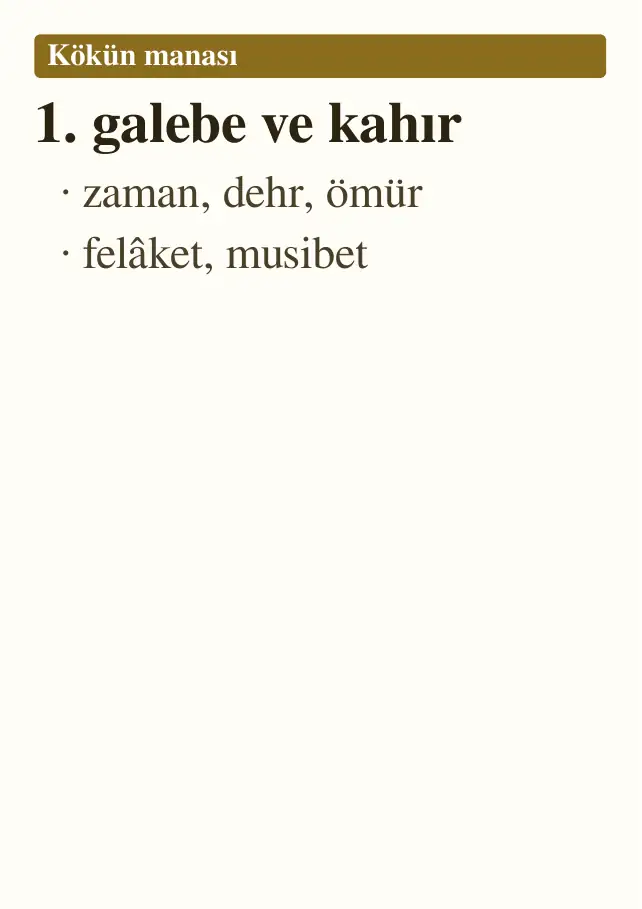 Kökün manası
1. galebe ve kahır
· zaman, dehr, ömür
· felâket, musibet